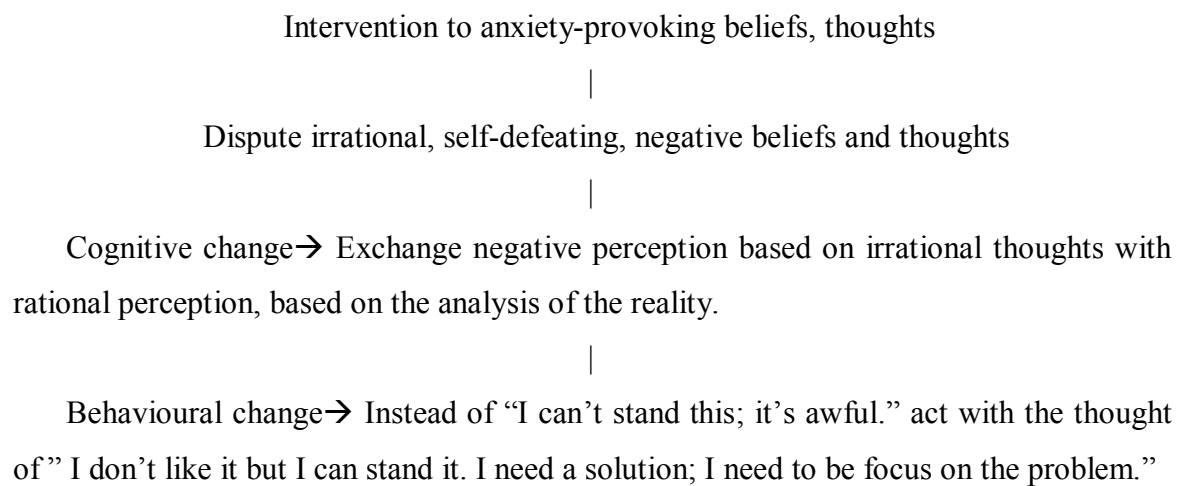 Intervention to anxiety-provoking beliefs, thoughts
|
Dispute irrational, self-defeating, negative beliefs and thoughts
|
Cognitive change→ Exchange negative perception based on irrational thoughts with
rational perception, based on the analysis of the reality.
|
Behavioural change→ Instead of “I can’t stand this; it’s awful.” act with the thought
of ” I don’t like it but I can stand it. I need a solution; I need to be focus on the problem.”